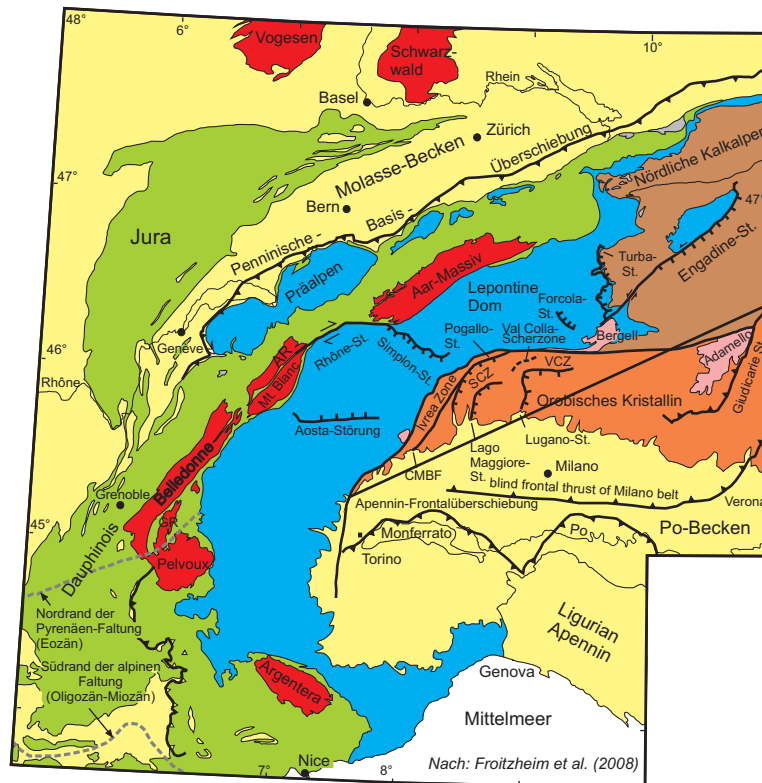 48°
6°
Vogesen
Schwarz-
wald
10°
Rhein
Basel
Zürich
Molasse-Becken
Überschiebung
Nördliche Kalkalpen
47°
Bern
Basis -
Penninische -
47°
Jura
Präalpen
Aar-Massiv
Turba-
St.
Engadine-St.
Lepontine
Dom
Forcola-
St.
Genève
Pogallo-
St.
Val Colla-
Scherzone
Bergell
46°
AR
Mt. Blanc
Rhône-St.
Simplon-St.
Adamello
Rhône
Ivrea Zone
SCZ
VCZ
Giudicarie St.
Orobisches Kristallin
Aosta-Störung
Lugano-St.
Belledonne
CMBF
Lago
Maggiore-
St.
Milano
blind frontal thrust of Milano belt
Grenoble
Apennin-Frontalüberschiebung
Verona
45°
GR
Dauphinois
Monferrato
Po
Po-Becken
Pelvoux
Torino
Nordrand der
Pyrenäen-Faltung
(Eozän)
Ligurian
Apennin
Südrand der alpinen
Faltung
(Oligozän-Miozän)
Argentera
Genova
Mittelmeer
Nice
7°
8°
Nach: Froitzheim et al. (2008)